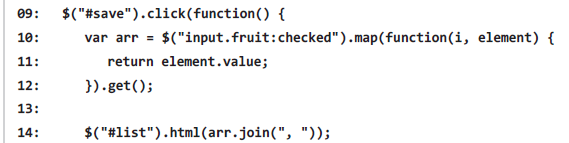 09:   $("#save").click(function() {
10:      var arr = $("input.fruit:checked").map(function(i, element) {
11:         return element.value;
12:      }).get();
13:
14:      $("#list").html(arr.join(", "));